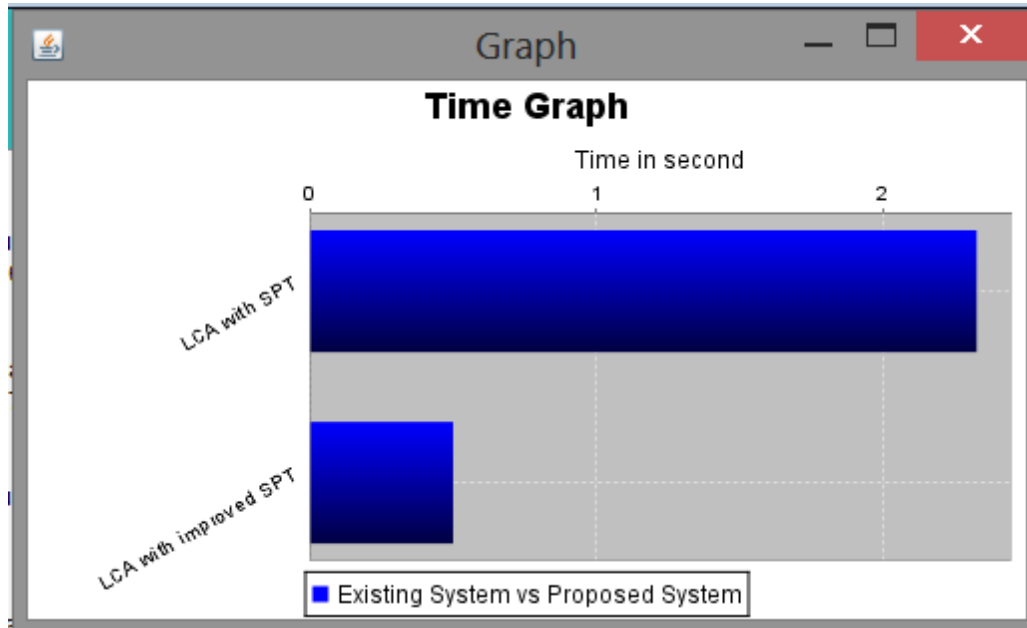 Graph
Time Graph
Time in second
0 1 2
LCA with SPT
LCA with improved SPT
Existing System vs Proposed System